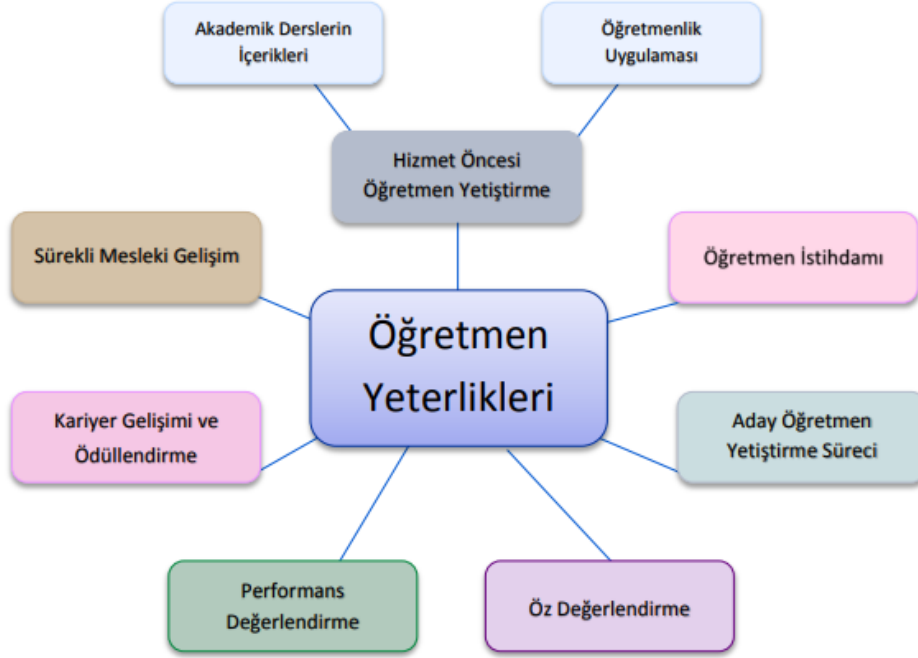 Akademik Derslerin
İçerikleri
Öğretmenlik
Uygulaması
Hizmet Öncesi
Öğretmen Yetiştirme
Sürekli Mesleki Gelişim
Öğretmen İstihdamı
Öğretmen
Yeterlikleri
Kariyer Gelişimi ve
Ödüllendirme
Aday Öğretmen
Yetiştirme Süreci
Performans
Değerlendirme
Öz Değerlendirme